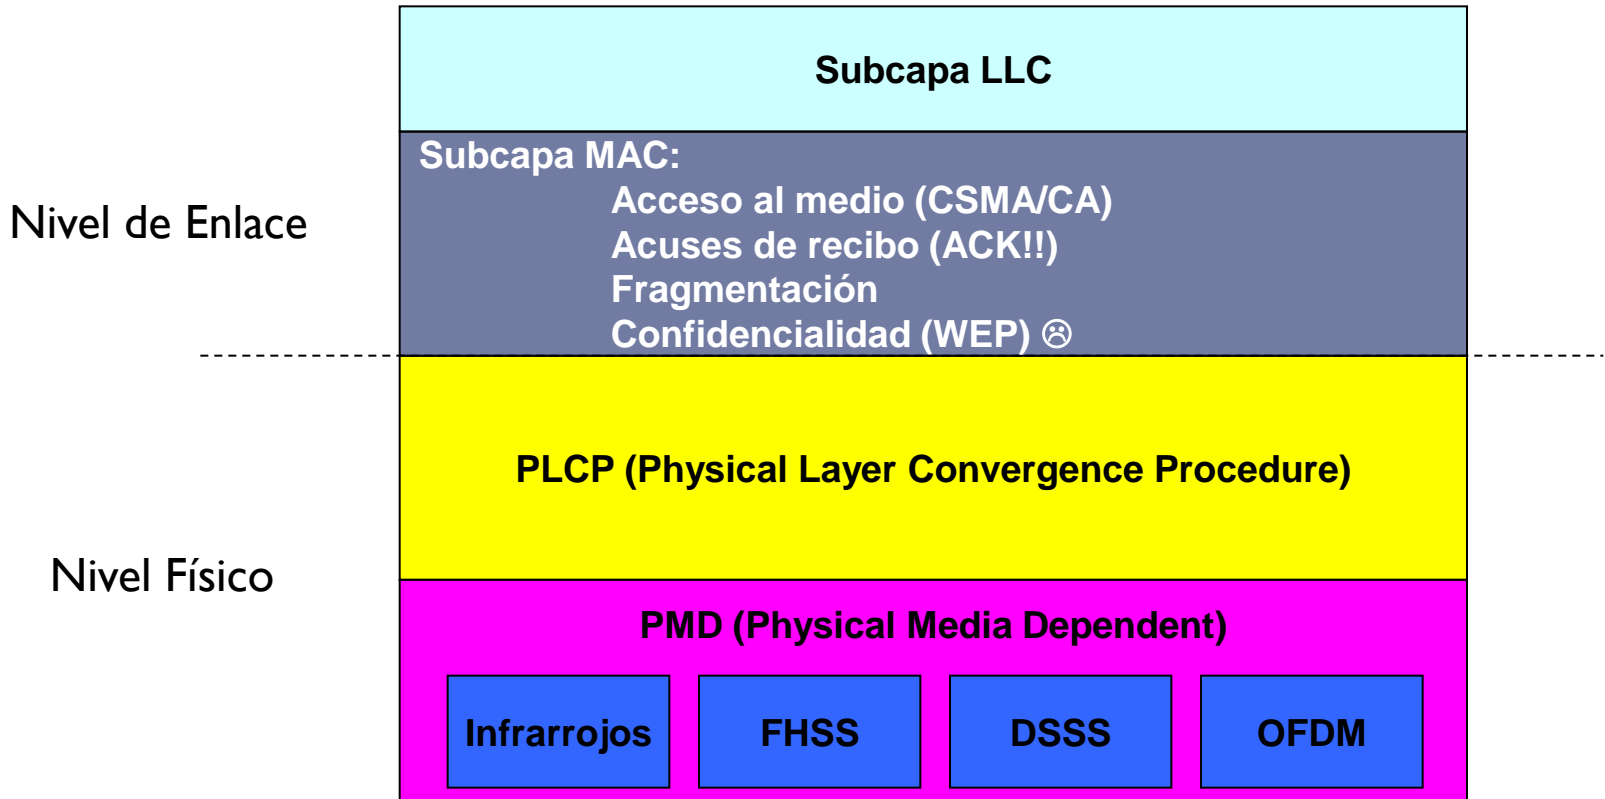 Subcapa LLC
Subcapa MAC:
Acceso al medio (CSMA/CA)
Acuses de recibo (ACK!!)
Fragmentación
Confidencialidad (WEP) ☹
Nivel de Enlace
PLCP (Physical Layer Convergence Procedure)
Nivel Físico
PMD (Physical Media Dependent)
Infrarrojos
FHSS
DSSS
OFDM